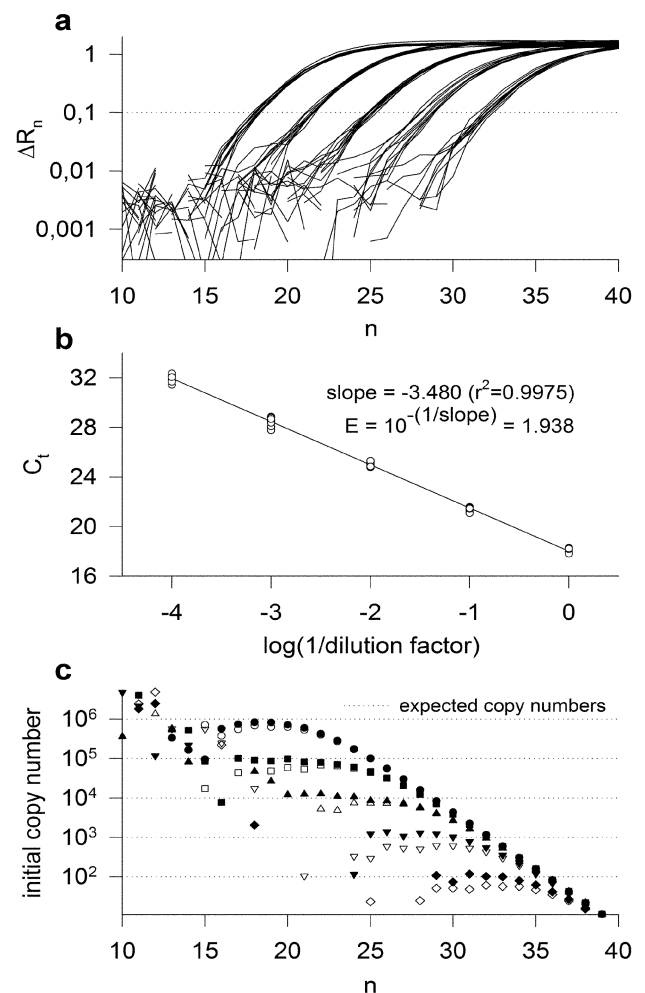 a
1
0,1
0,01
0,001
ΔRn
10 15 20 25 30 35 40
n
b
32
28
24
20
16
Ct
slope = -3.480 (r²=0.9975)
E = 10^-(1/slope) = 1.938
-4 -3 -2 -1 0
log(1/dilution factor)
c
expected copy numbers
10⁶
10⁵
10⁴
10³
10²
initial copy number
10 15 20 25 30 35 40
n